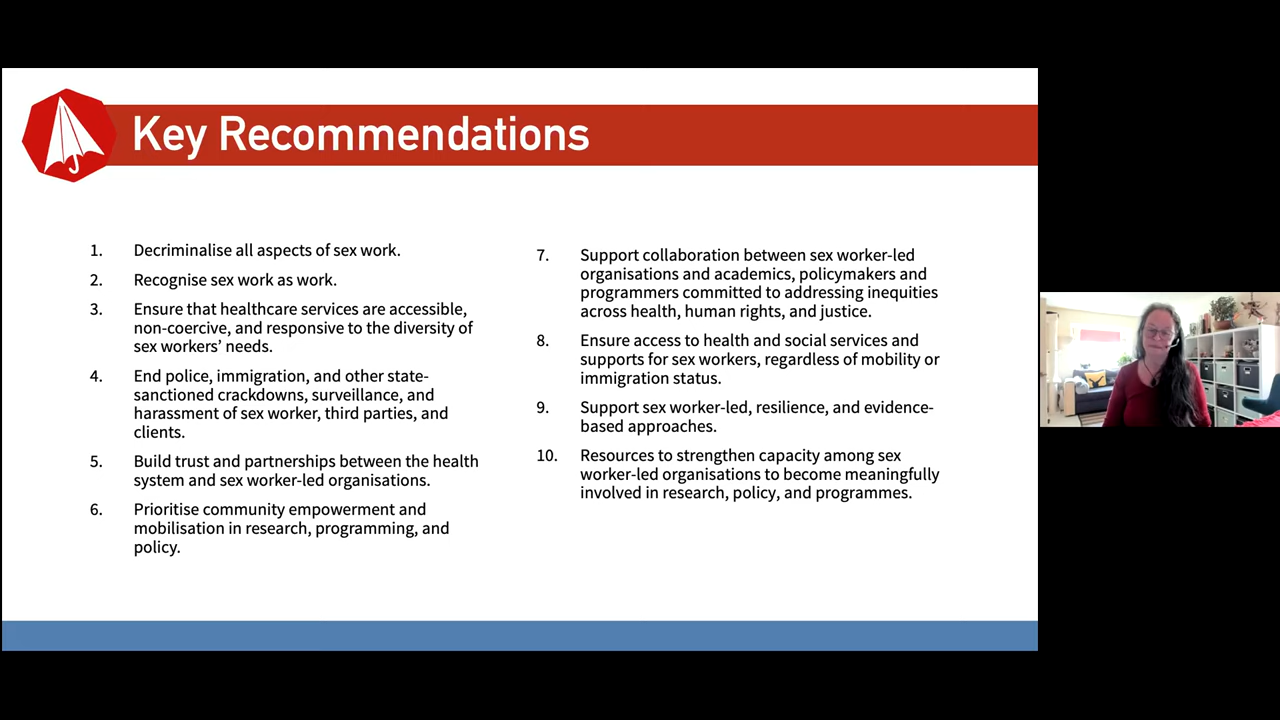 Key Recommendations
1. Decriminalise all aspects of sex work.
2. Recognise sex work as work.
3. Ensure that healthcare services are accessible,
non-coercive, and responsive to the diversity of
sex workers’ needs.
4. End police, immigration, and other state-
sanctioned crackdowns, surveillance, and
harassment of sex worker, third parties, and
clients.
5. Build trust and partnerships between the health
system and sex worker-led organisations.
6. Prioritise community empowerment and
mobilisation in research, programming, and
policy.
7. Support collaboration between sex worker-led
organisations and academics, policymakers and
programmers committed to addressing inequities
across health, human rights, and justice.
8. Ensure access to health and social services and
supports for sex workers, regardless of mobility or
immigration status.
9. Support sex worker-led, resilience, and evidence-
based approaches.
10. Resources to strengthen capacity among sex
worker-led organisations to become meaningfully
involved in research, policy, and programmes.